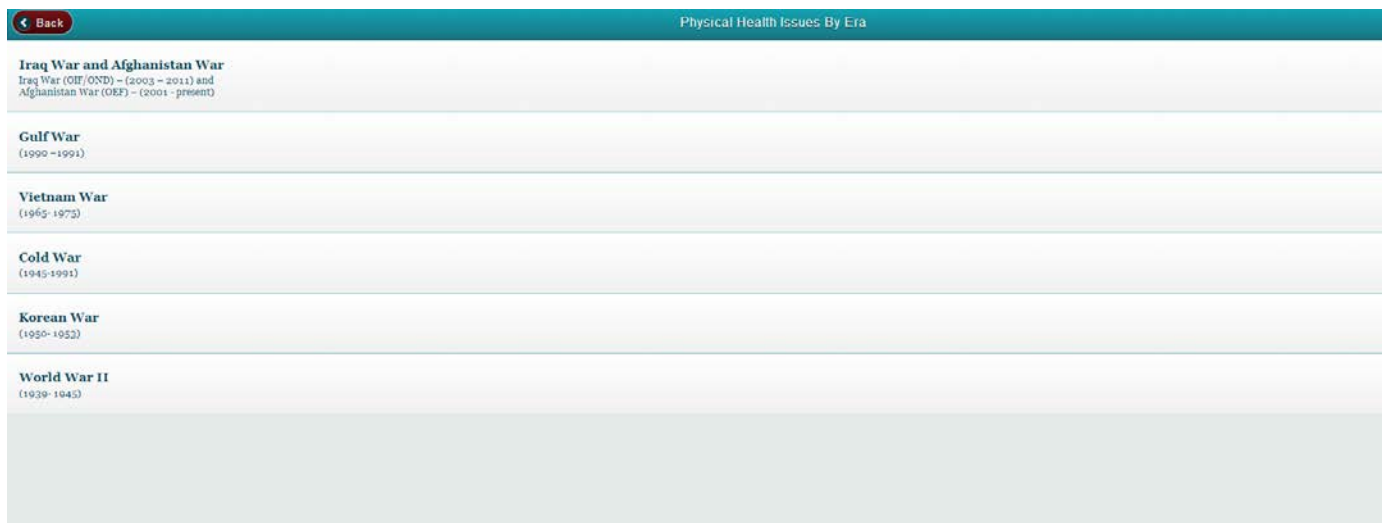 Back
Physical Health Issues By Era
Iraq War and Afghanistan War
Iraq War (OIF/OND) – (2003 – 2011) and
Afghanistan War (OEF) – (2001 - present)
Gulf War
(1990 –1991)
Vietnam War
(1965- 1975)
Cold War
(1945-1991)
Korean War
(1950- 1953)
World War II
(1939- 1945)